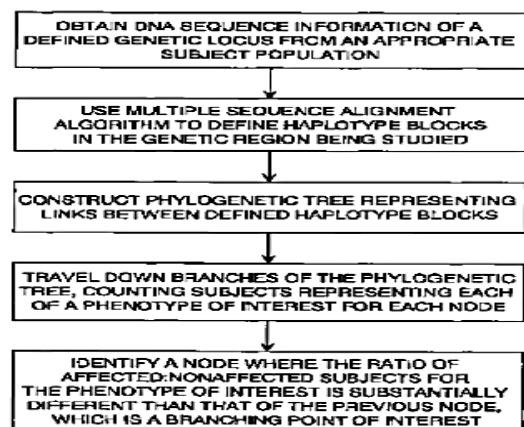 OBTAIN DNA SEQUENCE INFORMATION OF A
DEFINED GENETIC LOCUS FROM AN APPROPRIATE
SUBJECT POPULATION
USE MULTIPLE SEQUENCE ALIGNMENT
ALGORITHM TO DEFINE HAPLOTYPE BLOCKS
IN THE GENETIC REGION BEING STUDIED
CONSTRUCT PHYLOGENETIC TREE REPRESENTING
LINKS BETWEEN DEFINED HAPLOTYPE BLOCKS
TRAVEL DOWN BRANCHES OF THE PHYLOGENETIC
TREE, COUNTING SUBJECTS REPRESENTING EACH
OF A PHENOTYPE OF INTEREST FOR EACH NODE
IDENTIFY A NODE WHERE THE RATIO OF
AFFECTED:NONAFFECTED SUBJECTS FOR
THE PHENOTYPE OF INTEREST IS SUBSTANTIALLY
DIFFERENT THAN THAT OF THE PREVIOUS NODE,
WHICH IS A BRANCHING POINT OF INTEREST